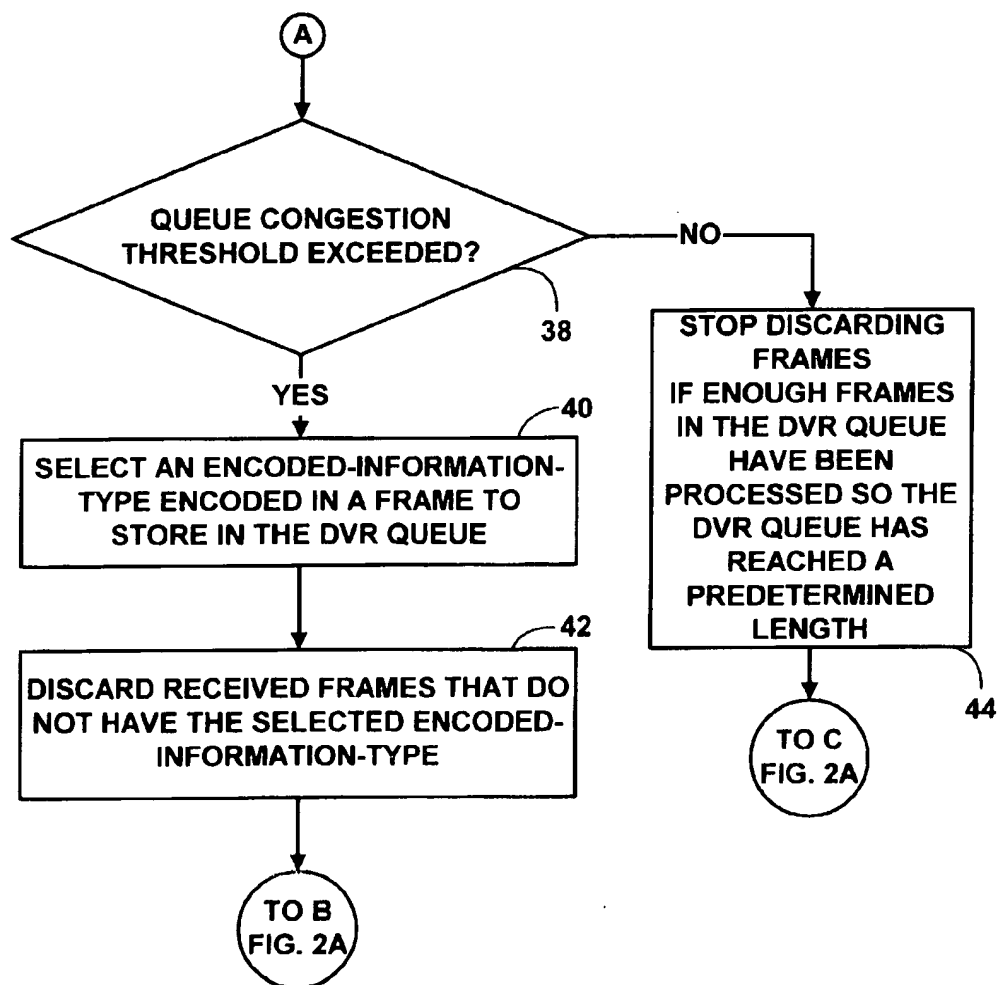 A
QUEUE CONGESTION
THRESHOLD EXCEEDED?
NO
38
YES
40
SELECT AN ENCODED-INFORMATION-
TYPE ENCODED IN A FRAME TO
STORE IN THE DVR QUEUE
42
DISCARD RECEIVED FRAMES THAT DO
NOT HAVE THE SELECTED ENCODED-
INFORMATION-TYPE
TO B
FIG. 2A
STOP DISCARDING
FRAMES
IF ENOUGH FRAMES
IN THE DVR QUEUE
HAVE BEEN
PROCESSED SO THE
DVR QUEUE HAS
REACHED A
PREDETERMINED
LENGTH
44
TO C
FIG. 2A